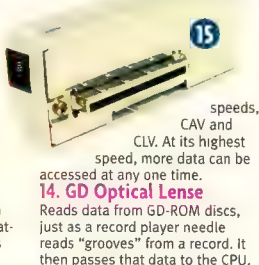 15
speeds,
CAV and
CLV. At its highest
speed, more data can be
accessed at any one time.
14. GD Optical Lense
Reads data from GD-ROM discs,
just as a record player needle
reads "grooves" from a record. It
then passes that data to the CPU.